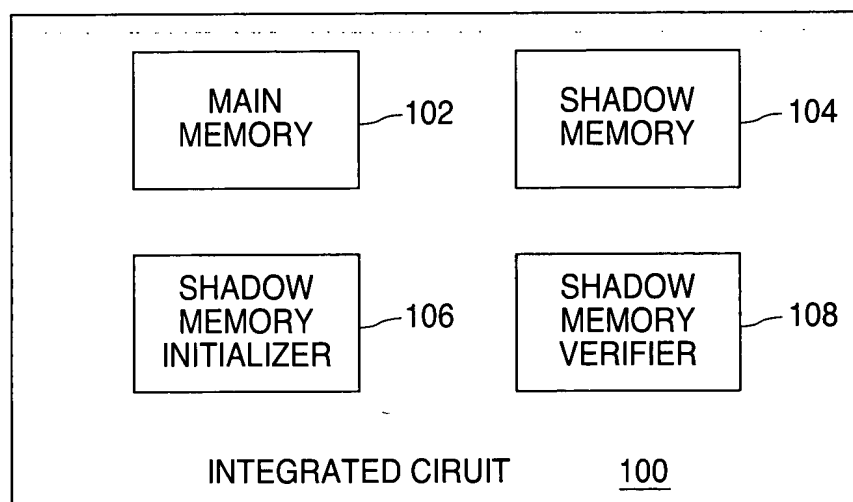 MAIN
MEMORY
102
SHADOW
MEMORY
104
SHADOW
MEMORY
INITIALIZER
106
SHADOW
MEMORY
VERIFIER
108
INTEGRATED CIRUIT 100